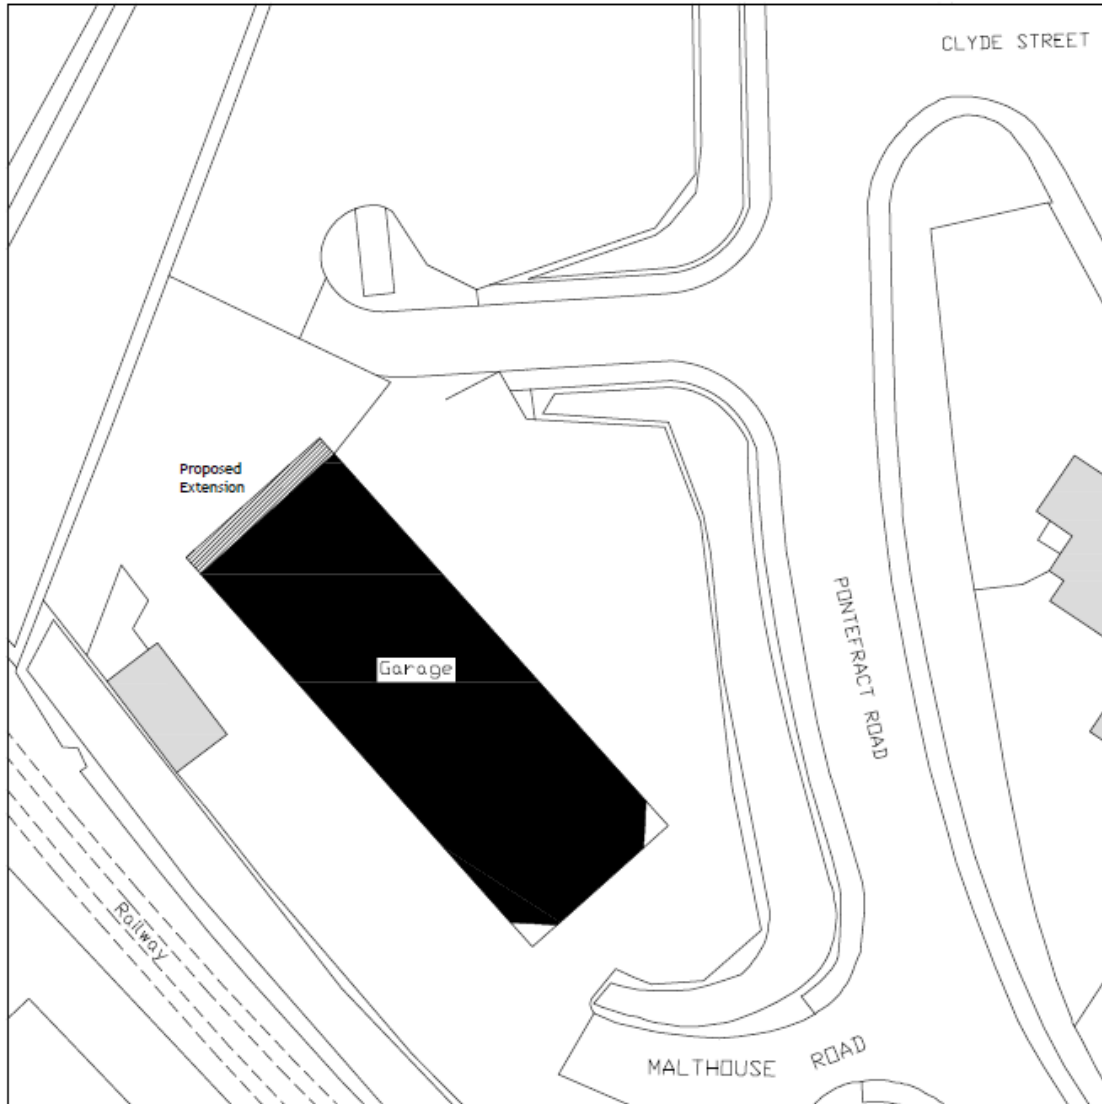 CLYDE STREET
Proposed
Extension
PONTEFRACT ROAD
Garage
Railway
MALTHOUSE ROAD